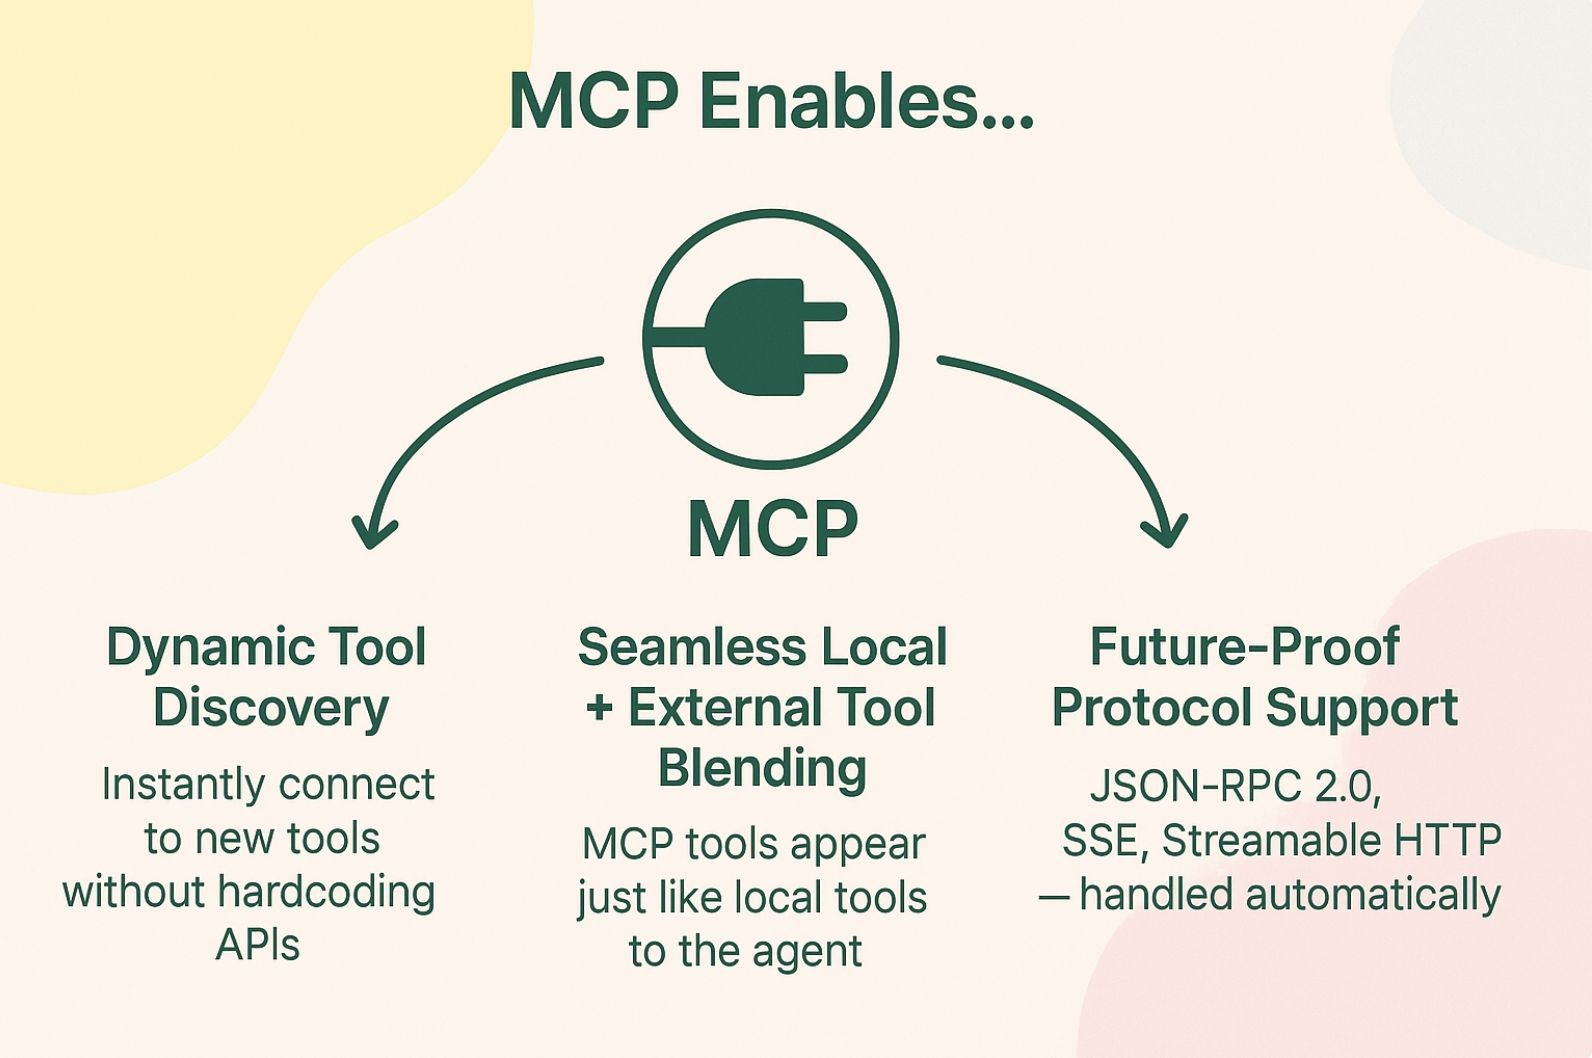 MCP Enables...
MCP
Dynamic Tool
Discovery
Instantly connect
to new tools
without hardcoding
APIs
Seamless Local
+ External Tool
Blending
MCP tools appear
just like local tools
to the agent
Future-Proof
Protocol Support
JSON-RPC 2.0,
SSE, Streamable HTTP
— handled automatically